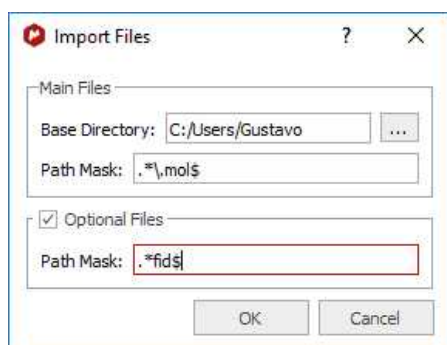 Import Files ? X
Main Files
Base Directory: C:/Users/Gustavo ...
Path Mask: .*\.mol$
Optional Files
Path Mask: .*fid$
OK Cancel